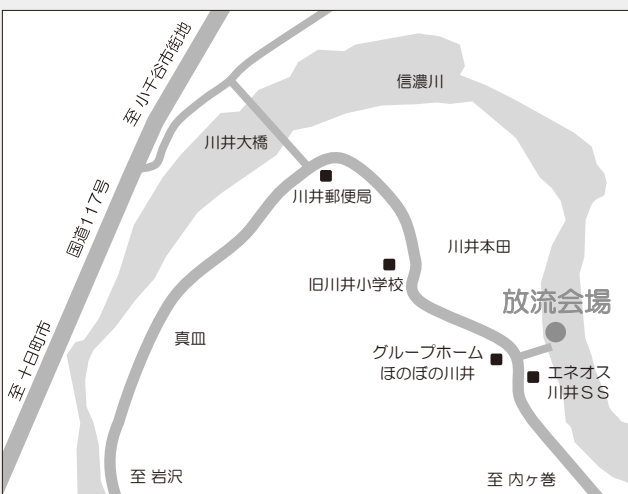 至 小千谷市街地
信濃川
川井大橋
川井郵便局
国道117号
川井本田
旧川井小学校
放流会場
至 十日町市
真皿
グループホーム
ほのぼの川井
エネオス
川井ＳＳ
至 岩沢
至 内ヶ巻